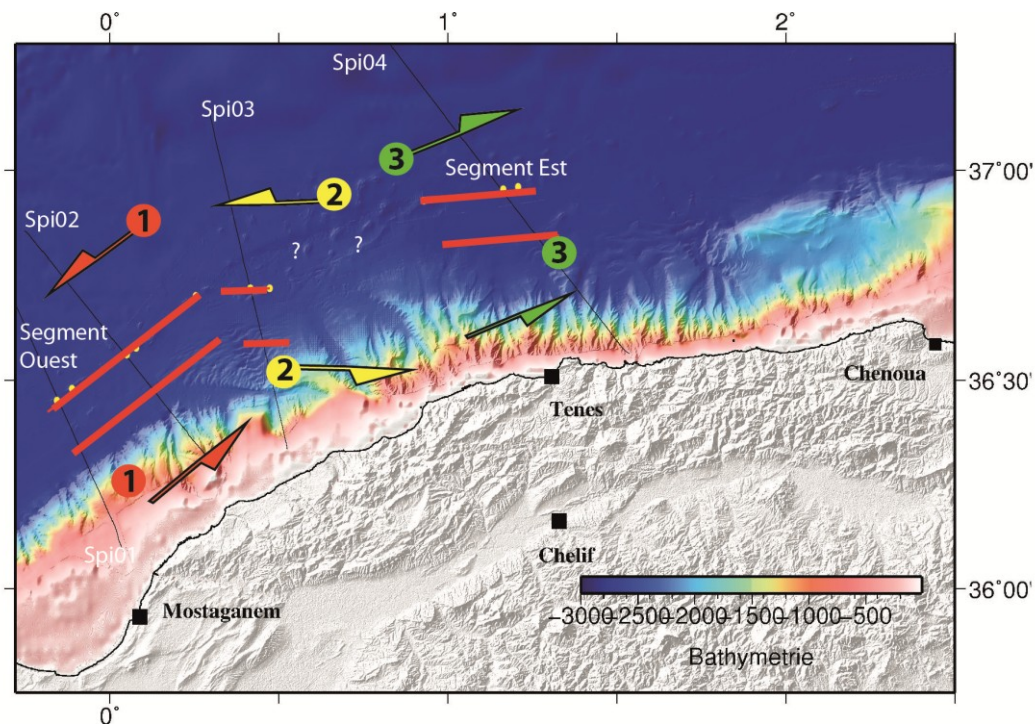 0°
1°
2°
Spi04
Spi03
3
Segment Est
37°00'
2
1
Spi02
?
?
3
Segment
Ouest
2
36°30'
Chenoua
Tenes
1
Chelif
Spi01
36°00'
Mostaganem
−3000−2500−2000−1500−1000−500
Bathymetrie
0°